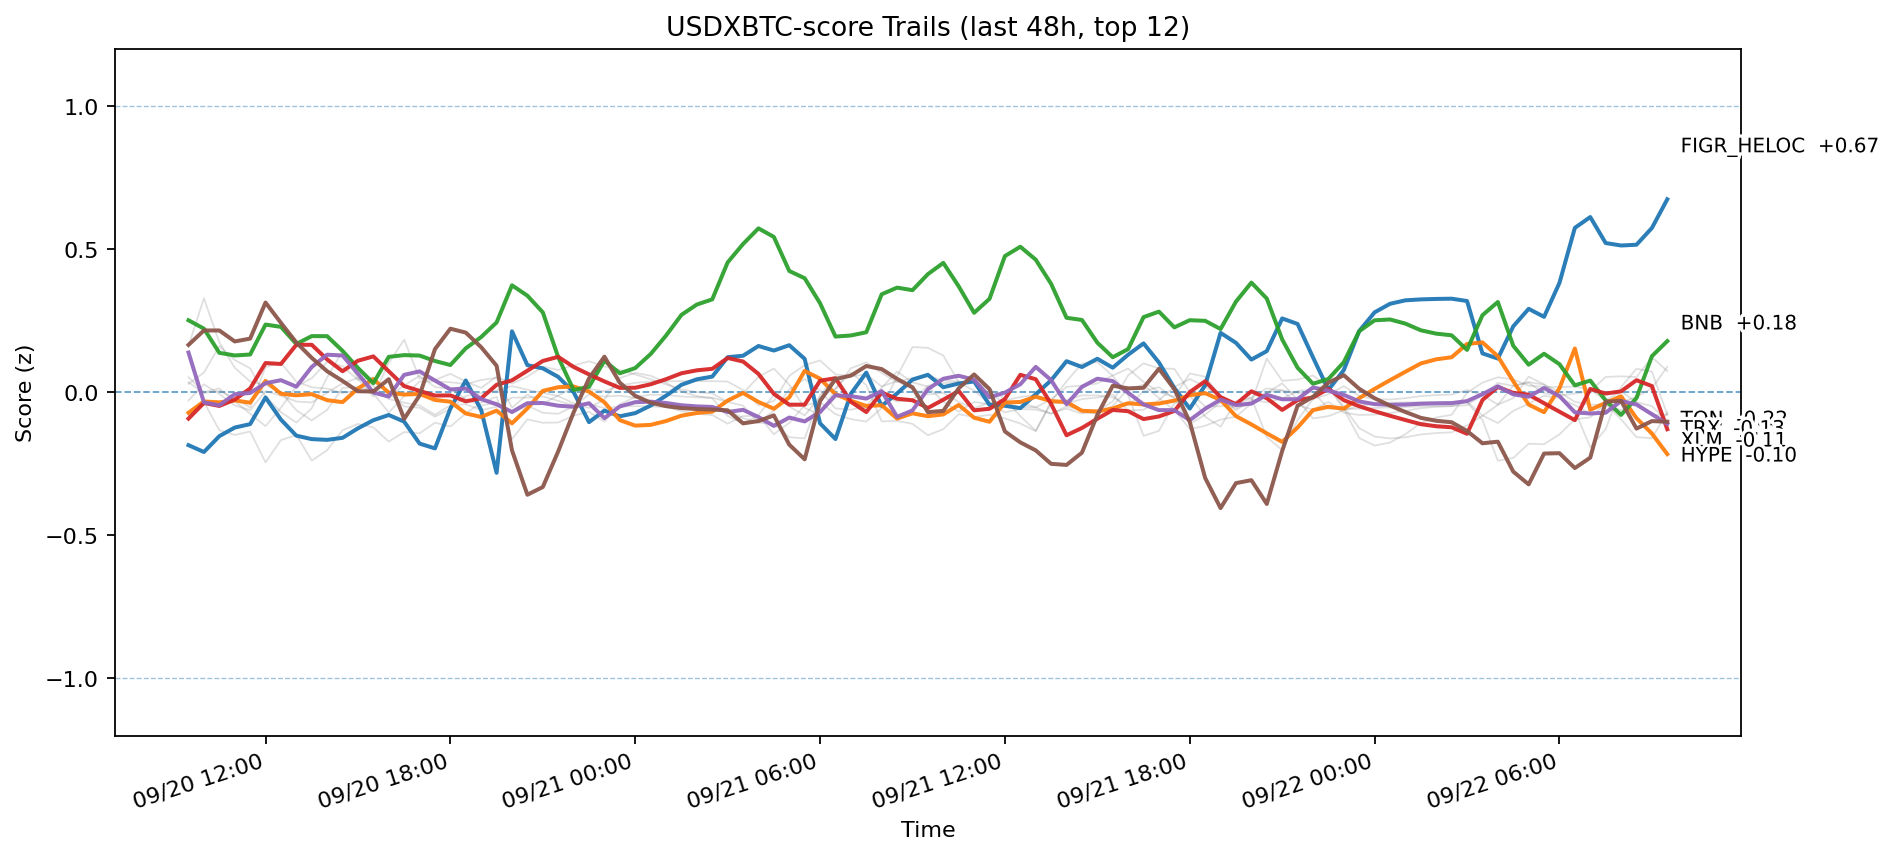 USDXBTC-score Trails (last 48h, top 12)
Score (z)
1.0
0.5
0.0
−0.5
−1.0
FIGR_HELOC +0.67
BNB +0.18
TON -0.22
TRX -0.13
XLM -0.11
HYPE -0.10
09/20 12:00
09/20 18:00
09/21 00:00
09/21 06:00
09/21 12:00
09/21 18:00
09/22 00:00
09/22 06:00
Time